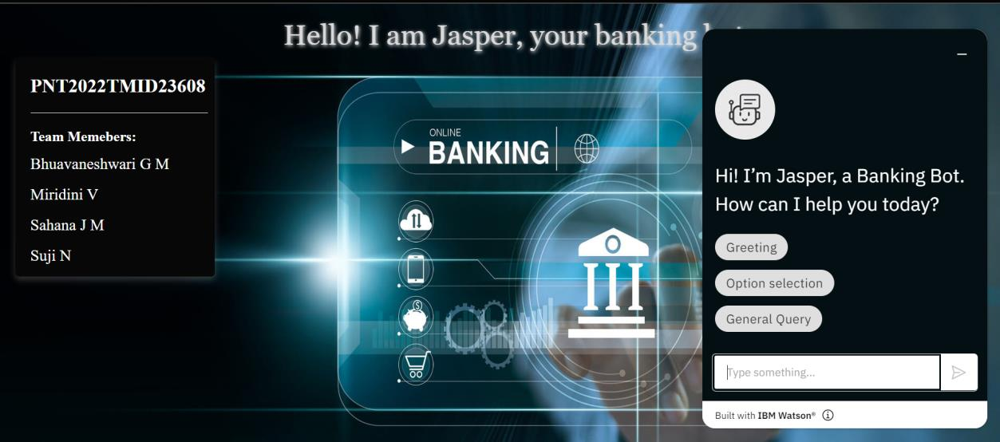 Hello! I am Jasper, your banking
PNT2022TMID23608
Team Memebers:
Bhuavaneshwari G M
Miridini V
Sahana J M
Suji N
ONLINE
BANKING
Hi! I'm Jasper, a Banking Bot.
How can I help you today?
Greeting
Option selection
General Query
Type something...
Built with IBM Watson®